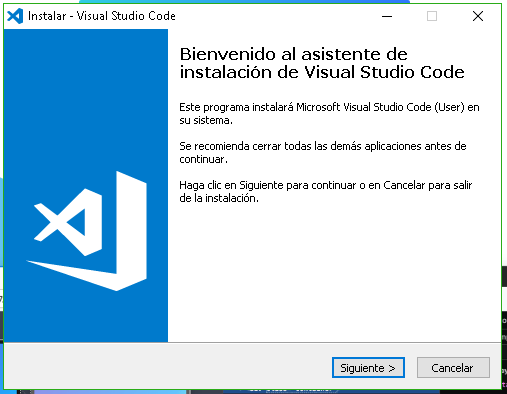 Instalar - Visual Studio Code
Bienvenido al asistente de
instalación de Visual Studio Code
Este programa instalará Microsoft Visual Studio Code (User) en
su sistema.
Se recomienda cerrar todas las demás aplicaciones antes de
continuar.
Haga clic en Siguiente para continuar o en Cancelar para salir
de la instalación.
Siguiente >
Cancelar